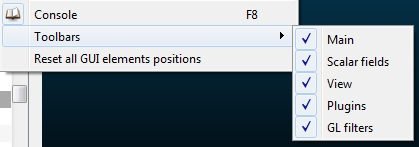 Console F8
Toolbars
Reset all GUI elements positions
Main
Scalar fields
View
Plugins
GL filters